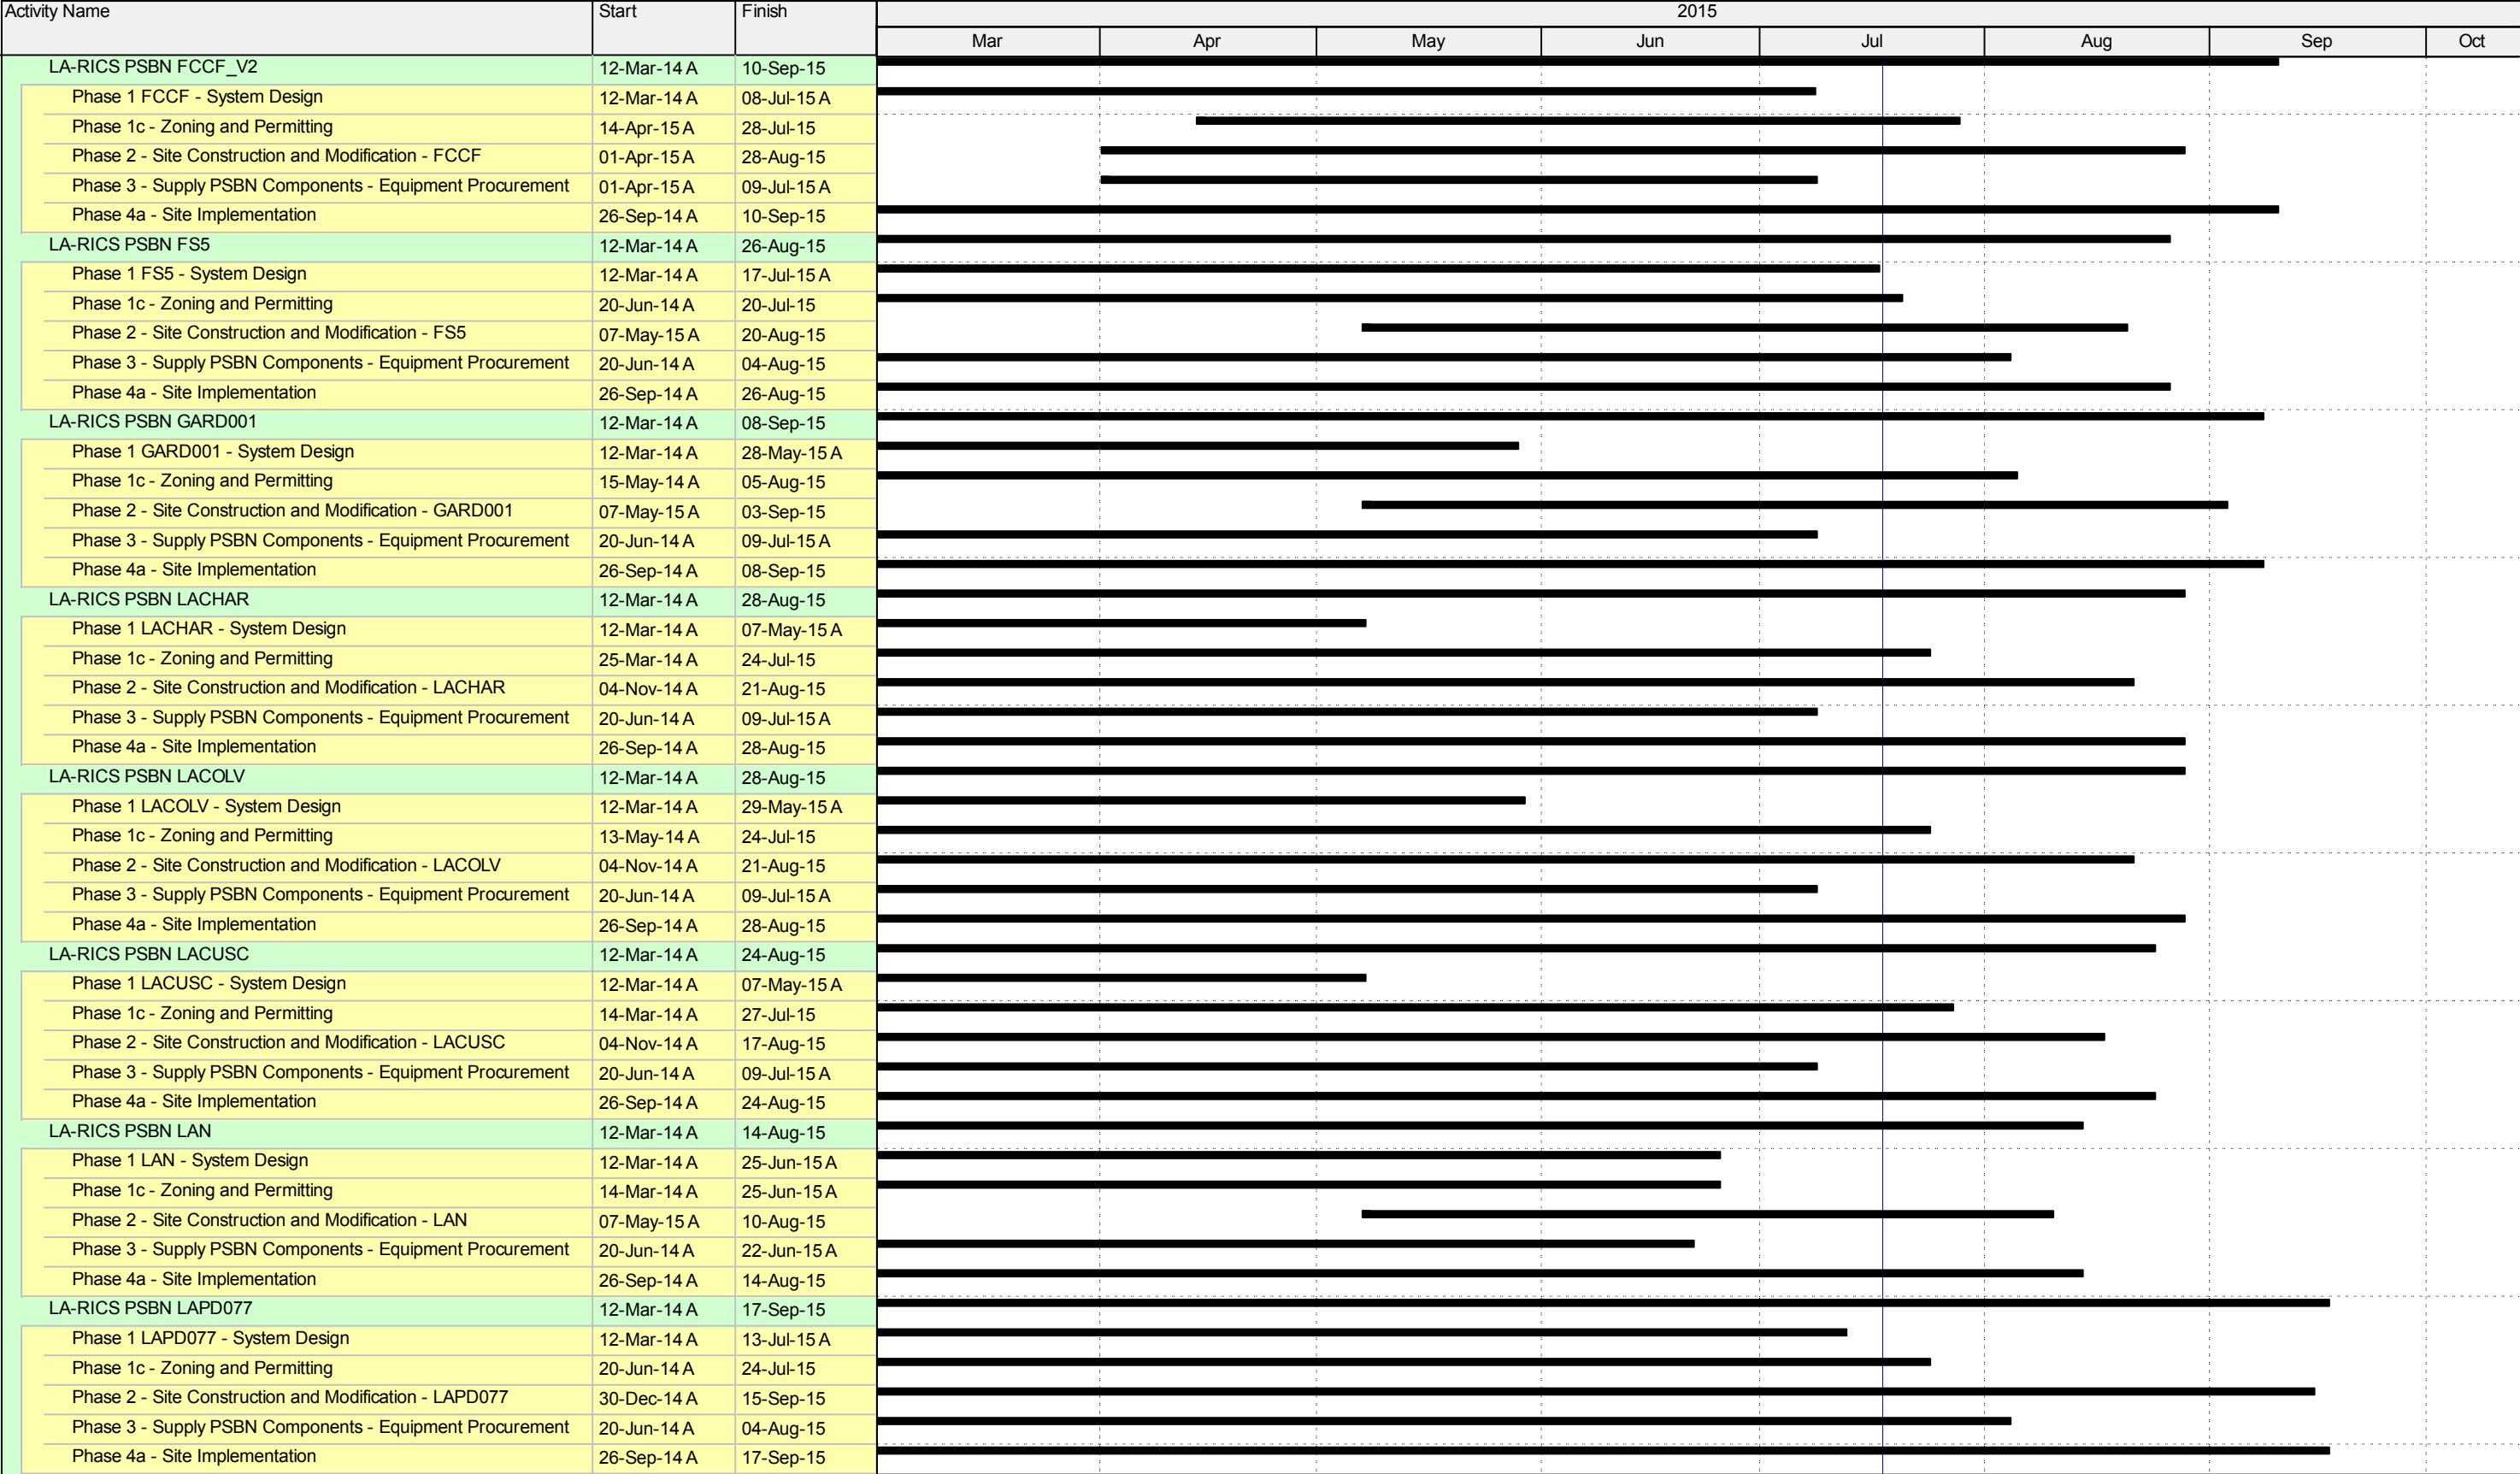 Activity Name Start Finish 2015
Mar Apr May Jun Jul Aug Sep Oct
LA-RICS PSBN FCCF_V2 12-Mar-14 A 10-Sep-15
Phase 1 FCCF - System Design 12-Mar-14 A 08-Jul-15 A
Phase 1c - Zoning and Permitting 14-Apr-15 A 28-Jul-15
Phase 2 - Site Construction and Modification - FCCF 01-Apr-15 A 28-Aug-15
Phase 3 - Supply PSBN Components - Equipment Procurement 01-Apr-15 A 09-Jul-15 A
Phase 4a - Site Implementation 26-Sep-14 A 10-Sep-15
LA-RICS PSBN FS5 12-Mar-14 A 26-Aug-15
Phase 1 FS5 - System Design 12-Mar-14 A 17-Jul-15 A
Phase 1c - Zoning and Permitting 20-Jun-14 A 20-Jul-15
Phase 2 - Site Construction and Modification - FS5 07-May-15 A 20-Aug-15
Phase 3 - Supply PSBN Components - Equipment Procurement 20-Jun-14 A 04-Aug-15
Phase 4a - Site Implementation 26-Sep-14 A 26-Aug-15
LA-RICS PSBN GARD001 12-Mar-14 A 08-Sep-15
Phase 1 GARD001 - System Design 12-Mar-14 A 28-May-15 A
Phase 1c - Zoning and Permitting 15-May-14 A 05-Aug-15
Phase 2 - Site Construction and Modification - GARD001 07-May-15 A 03-Sep-15
Phase 3 - Supply PSBN Components - Equipment Procurement 20-Jun-14 A 09-Jul-15 A
Phase 4a - Site Implementation 26-Sep-14 A 08-Sep-15
LA-RICS PSBN LACHAR 12-Mar-14 A 28-Aug-15
Phase 1 LACHAR - System Design 12-Mar-14 A 07-May-15 A
Phase 1c - Zoning and Permitting 25-Mar-14 A 24-Jul-15
Phase 2 - Site Construction and Modification - LACHAR 04-Nov-14 A 21-Aug-15
Phase 3 - Supply PSBN Components - Equipment Procurement 20-Jun-14 A 09-Jul-15 A
Phase 4a - Site Implementation 26-Sep-14 A 28-Aug-15
LA-RICS PSBN LACOLV 12-Mar-14 A 28-Aug-15
Phase 1 LACOLV - System Design 12-Mar-14 A 29-May-15 A
Phase 1c - Zoning and Permitting 13-May-14 A 24-Jul-15
Phase 2 - Site Construction and Modification - LACOLV 04-Nov-14 A 21-Aug-15
Phase 3 - Supply PSBN Components - Equipment Procurement 20-Jun-14 A 09-Jul-15 A
Phase 4a - Site Implementation 26-Sep-14 A 28-Aug-15
LA-RICS PSBN LACUSC 12-Mar-14 A 24-Aug-15
Phase 1 LACUSC - System Design 12-Mar-14 A 07-May-15 A
Phase 1c - Zoning and Permitting 14-Mar-14 A 27-Jul-15
Phase 2 - Site Construction and Modification - LACUSC 04-Nov-14 A 17-Aug-15
Phase 3 - Supply PSBN Components - Equipment Procurement 20-Jun-14 A 09-Jul-15 A
Phase 4a - Site Implementation 26-Sep-14 A 24-Aug-15
LA-RICS PSBN LAN 12-Mar-14 A 14-Aug-15
Phase 1 LAN - System Design 12-Mar-14 A 25-Jun-15 A
Phase 1c - Zoning and Permitting 14-Mar-14 A 25-Jun-15 A
Phase 2 - Site Construction and Modification - LAN 07-May-15 A 10-Aug-15
Phase 3 - Supply PSBN Components - Equipment Procurement 20-Jun-14 A 22-Jun-15 A
Phase 4a - Site Implementation 26-Sep-14 A 14-Aug-15
LA-RICS PSBN LAPD077 12-Mar-14 A 17-Sep-15
Phase 1 LAPD077 - System Design 12-Mar-14 A 13-Jul-15 A
Phase 1c - Zoning and Permitting 20-Jun-14 A 24-Jul-15
Phase 2 - Site Construction and Modification - LAPD077 30-Dec-14 A 15-Sep-15
Phase 3 - Supply PSBN Components - Equipment Procurement 20-Jun-14 A 04-Aug-15
Phase 4a - Site Implementation 26-Sep-14 A 17-Sep-15